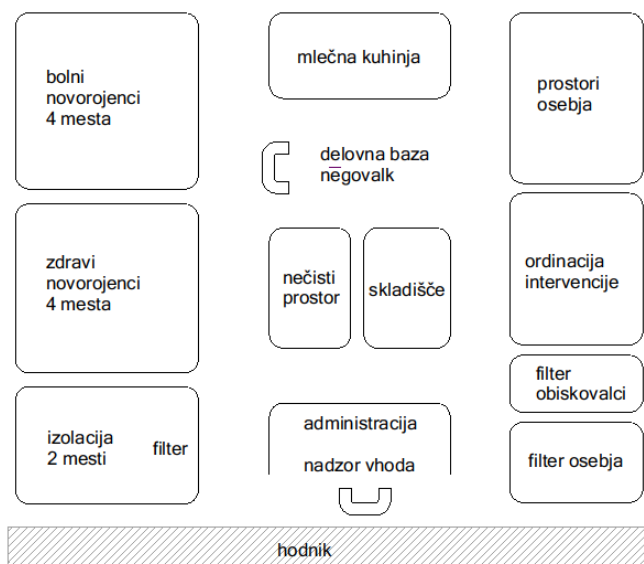 bolni
novorojenci
4 mesta
mlečna kuhinja
prostori
osebja
delovna baza
negovalk
zdravi
novorojenci
4 mesta
nečisti
prostor
skladišče
ordinacija
intervencije
filter
obiskovalci
izolacija
2 mesti
filter
administracija
nadzor vhoda
filter osebja
hodnik